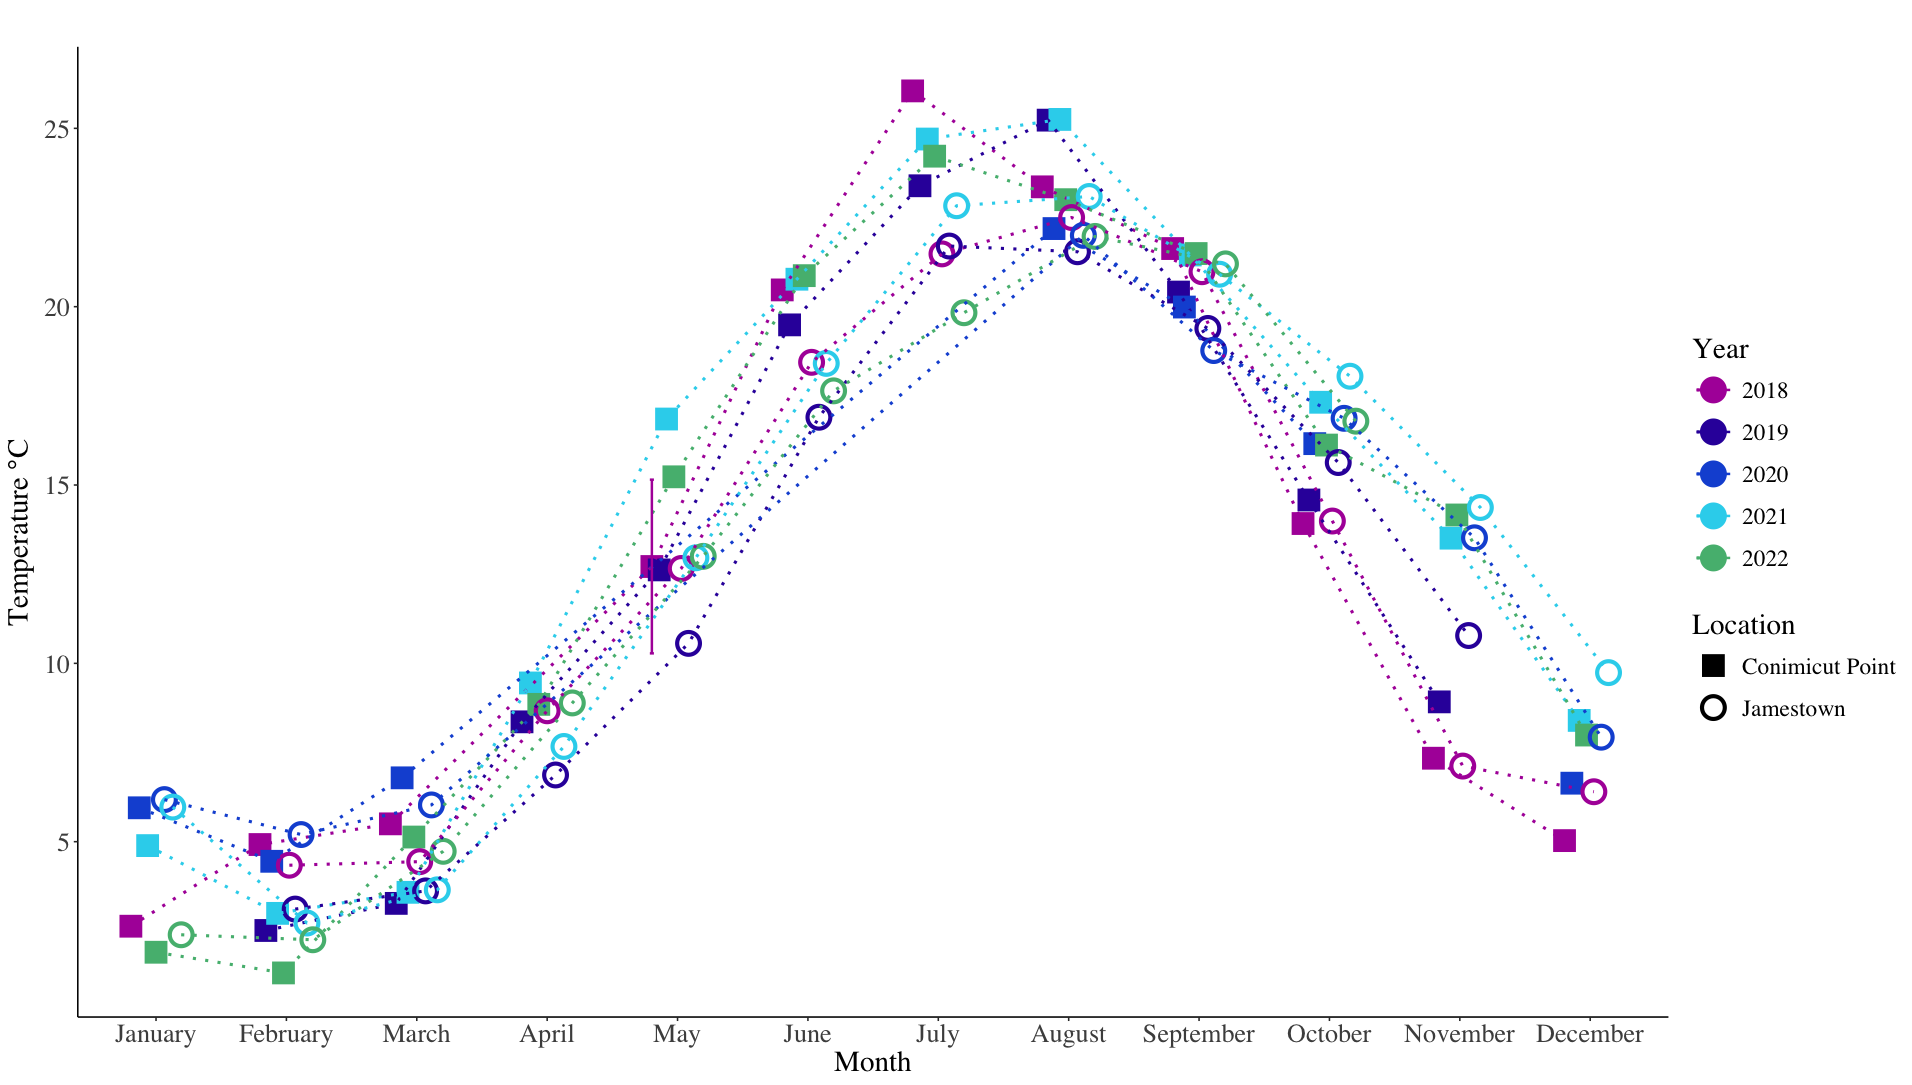 25
20
15
10
5
Temperature °C
January February March April May June July August September October November December
Month
Year
2018
2019
2020
2021
2022
Location
Conimicut Point
Jamestown